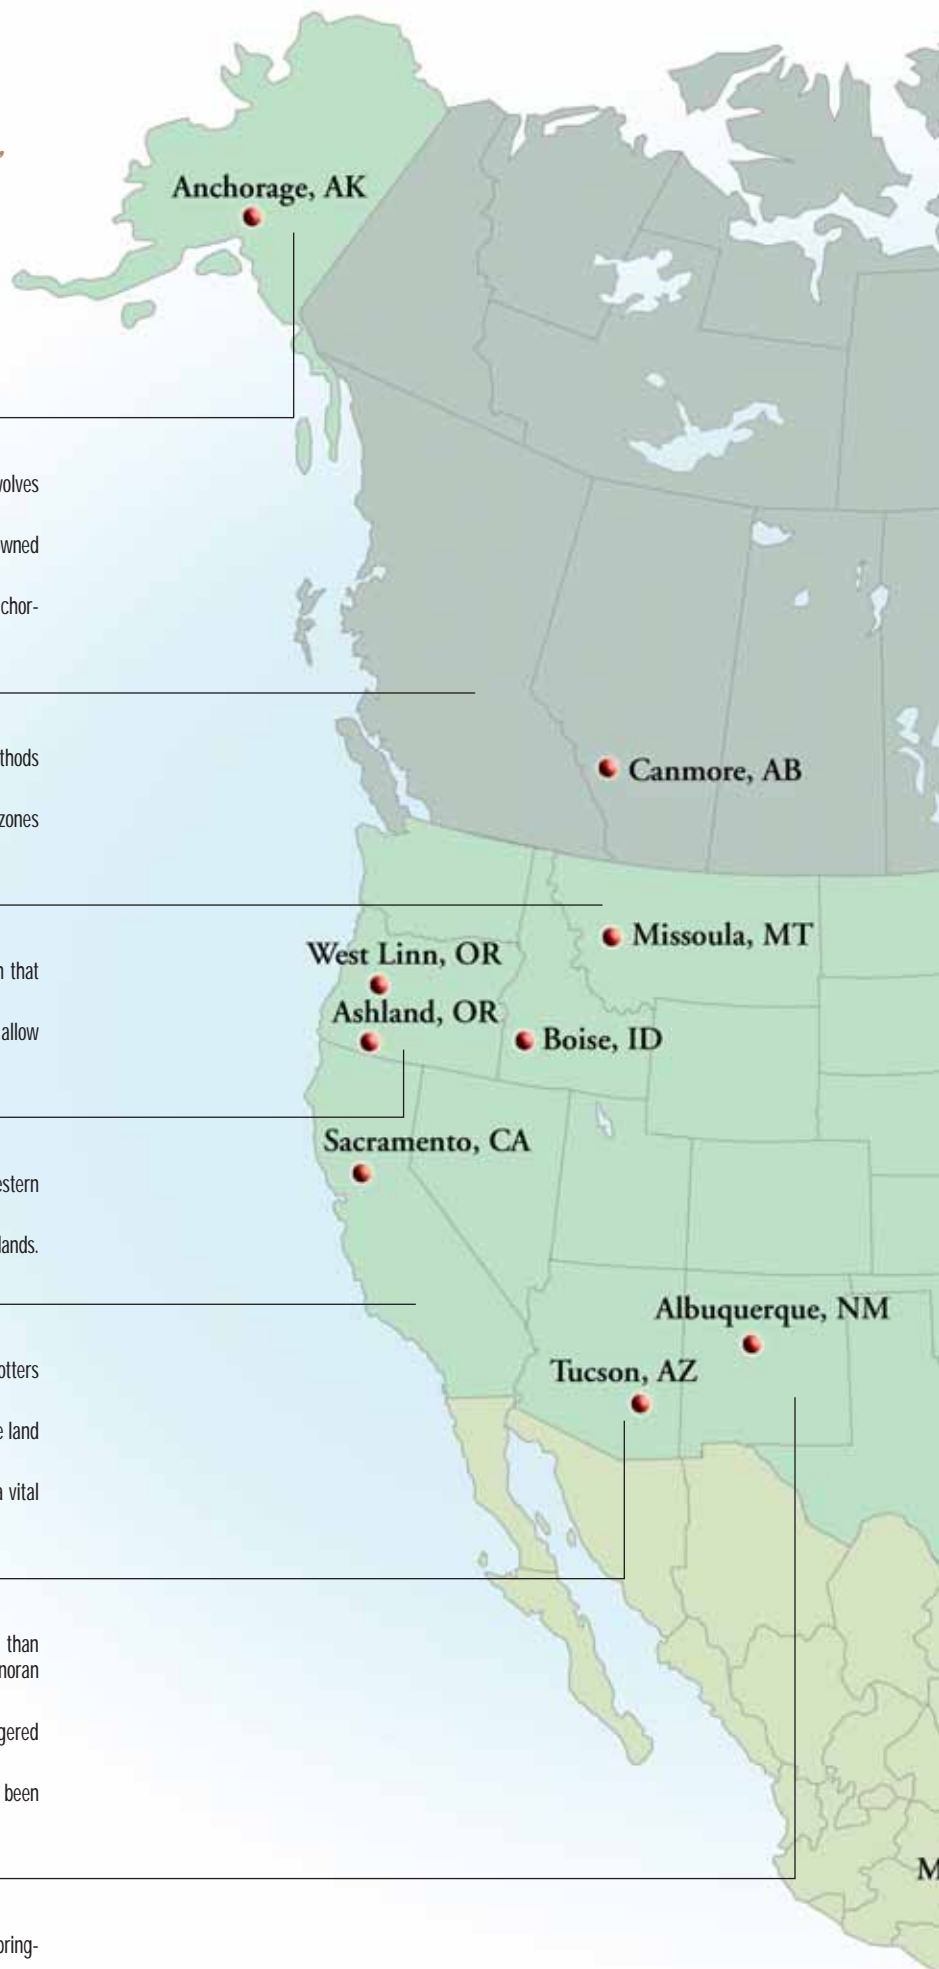 Anchorage, AK
volves
wned
chor-
thods
Canmore, AB
zones
Missoula, MT
West Linn, OR
n that
Ashland, OR
allow
Boise, ID
Sacramento, CA
estern
lands.
Albuquerque, NM
otters
Tucson, AZ
e land
a vital
than
noran
gered
been
M
oring-